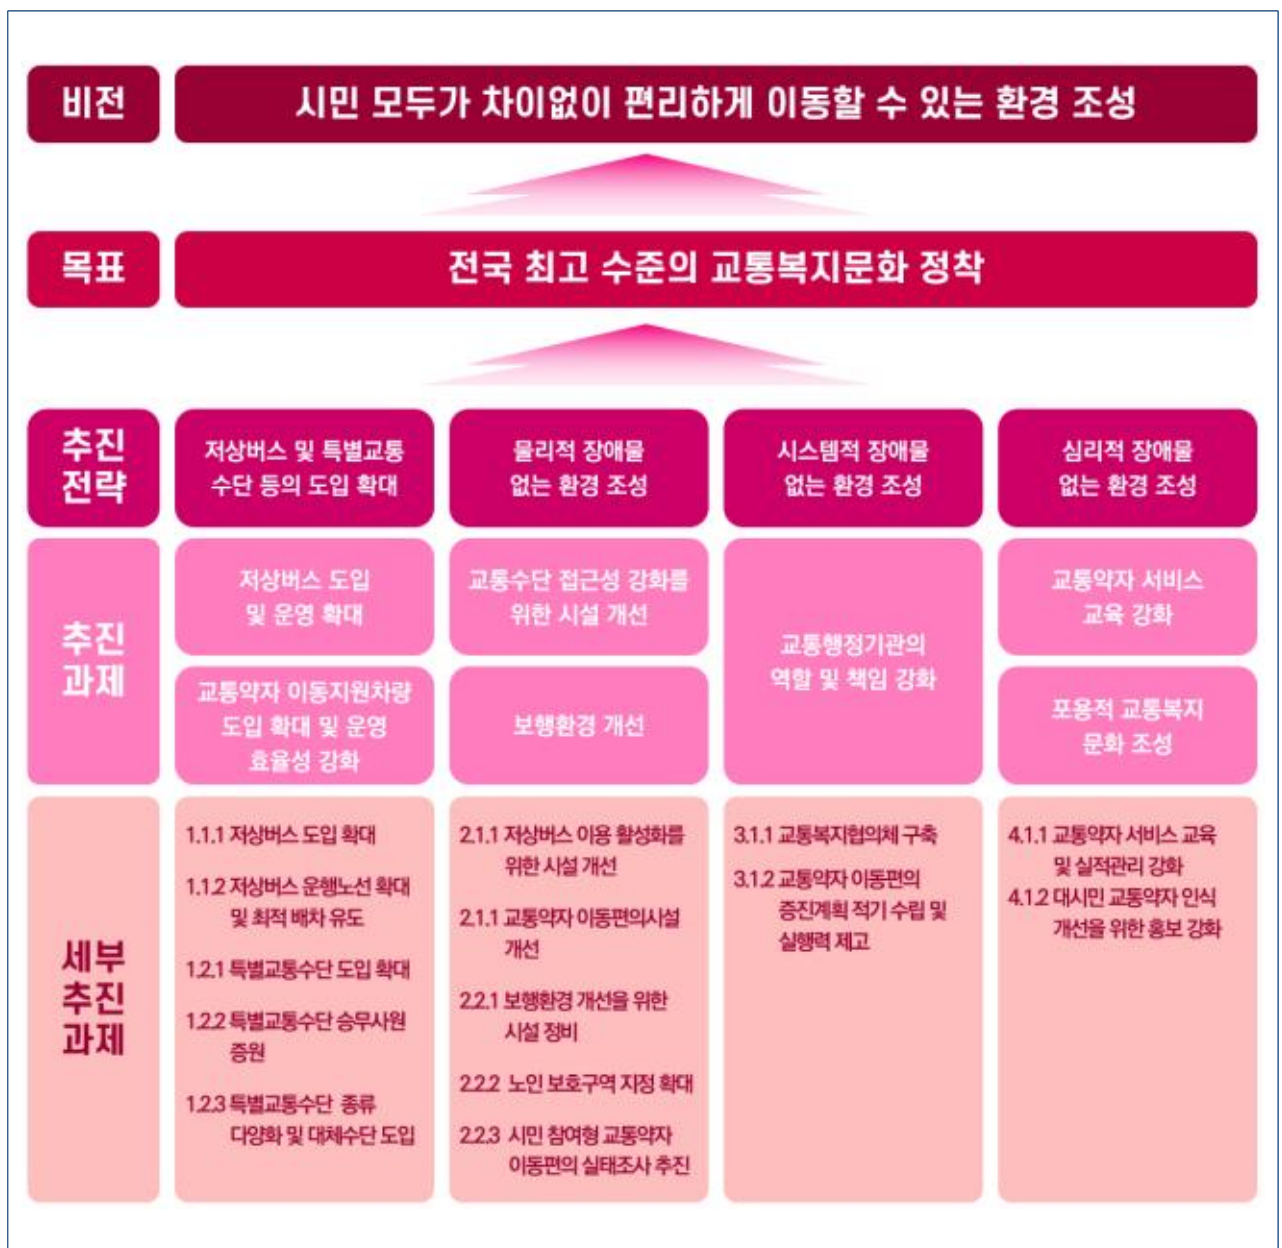 비전
시민 모두가 차이없이 편리하게 이동할 수 있는 환경 조성
목표
전국 최고 수준의 교통복지문화 정착
추진
전략
저상버스 및 특별교통
수단 등의 도입 확대
물리적 장애물
없는 환경 조성
시스템적 장애물
없는 환경 조성
심리적 장애물
없는 환경 조성
추진
과제
저상버스 도입
및 운영 확대
교통약자 이동지원차량
도입 확대 및 운영
효율성 강화
교통수단 접근성 강화를
위한 시설 개선
보행환경 개선
교통행정기관의
역할 및 책임 강화
교통약자 서비스
교육 강화
포용적 교통복지
문화 조성
세부
추진
과제
1.1.1 저상버스 도입 확대
1.1.2 저상버스 운행노선 확대
및 최적 배차 유도
1.2.1 특별교통수단 도입 확대
1.2.2 특별교통수단 승무사원
증원
1.2.3 특별교통수단 종류
다양화 및 대체수단 도입
2.1.1 저상버스 이용 활성화를
위한 시설 개선
2.1.1 교통약자 이동편의시설
개선
2.2.1 보행환경 개선을 위한
시설 정비
2.2.2 노인 보호구역 지정 확대
2.2.3 시민 참여형 교통약자
이동편의 실태조사 추진
3.1.1 교통복지협의체 구축
3.1.2 교통약자 이동편의
증진계획 적기 수립 및
실행력 제고
4.1.1 교통약자 서비스 교육
및 실적관리 강화
4.1.2 대시민 교통약자 인식
개선을 위한 홍보 강화